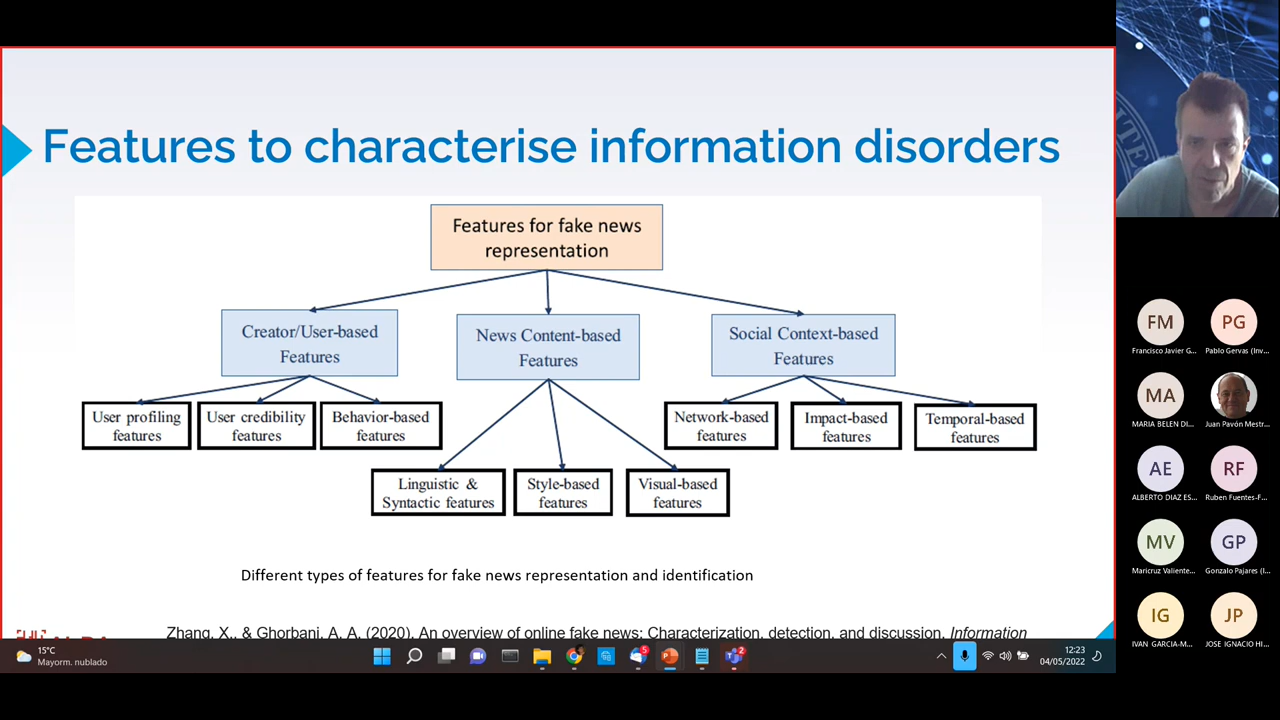 Features to characterise information disorders
Features for fake news
representation
Creator/User-based
Features
News Content-based
Features
Social Context-based
Features
User profiling
features
User credibility
features
Behavior-based
features
Network-based
features
Impact-based
features
Temporal-based
features
Linguistic &
Syntactic features
Style-based
features
Visual-based
features
Different types of features for fake news representation and identification
Zhang, X., & Ghorbani, A. A. (2020). An overview of online fake news: Characterization, detection, and discussion. Information
15°C
Mayorm. nublado
5
2
12:23
04/05/2022
FM
Francisco Javier G...
PG
Pablo Gervas (Inv...
MA
MARIA BELEN DI...
Juan Pavón Mestr...
AE
ALBERTO DIAZ ES...
RF
Ruben Fuentes-F...
MV
Maricruz Valiente...
GP
Gonzalo Pajares (I...
IG
IVAN GARCIA-M...
JP
JOSE IGNACIO HI...